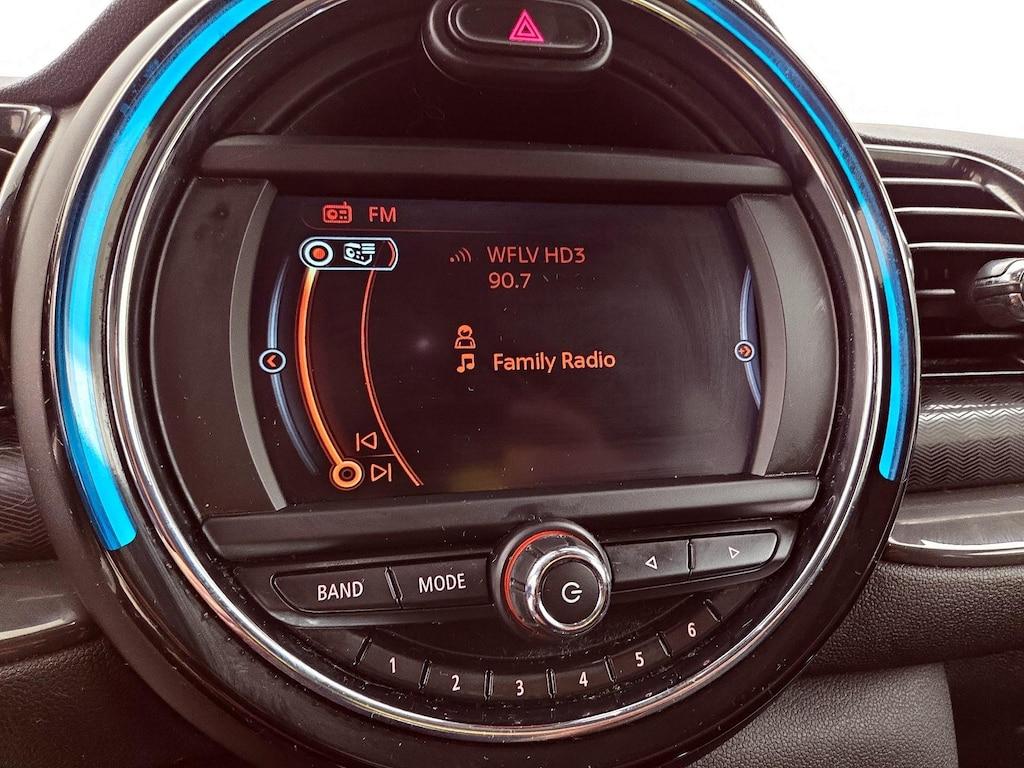 FM
WFLV HD3
90.7
Family Radio
BAND
MODE
1
2
3
4
5
6